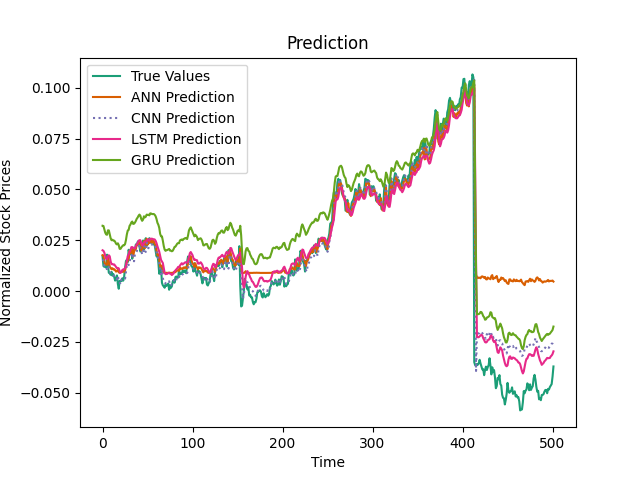 Prediction
True Values
ANN Prediction
CNN Prediction
LSTM Prediction
GRU Prediction
Normalized Stock Prices
0.100
0.075
0.050
0.025
0.000
−0.025
−0.050
0 100 200 300 400 500
Time